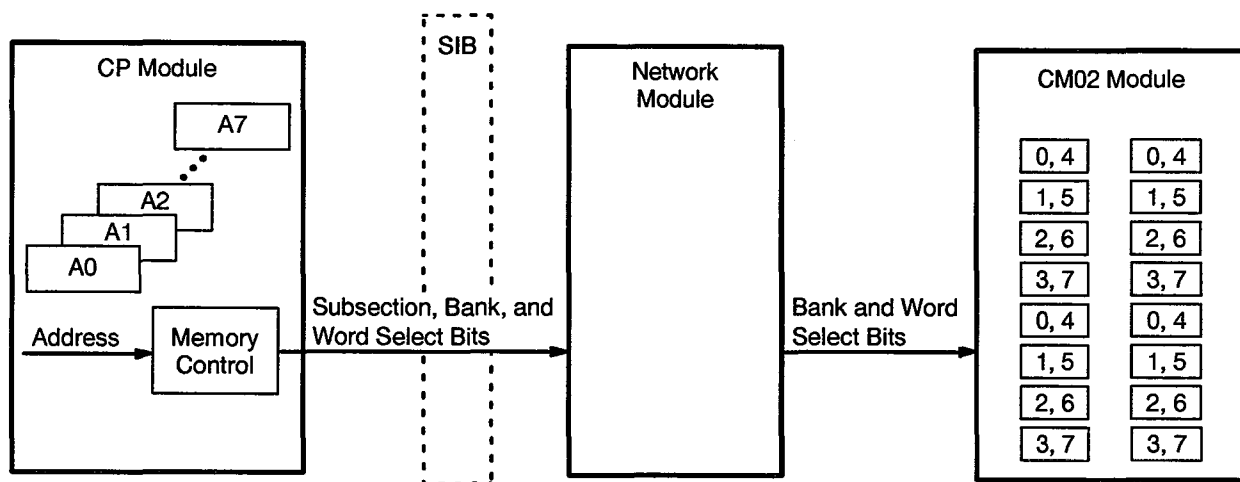 CP Module
A7
A2
A1
A0
Address
Memory
Control
SIB
Subsection, Bank, and
Word Select Bits
Network
Module
Bank and Word
Select Bits
CM02 Module
0, 4 0, 4
1, 5 1, 5
2, 6 2, 6
3, 7 3, 7
0, 4 0, 4
1, 5 1, 5
2, 6 2, 6
3, 7 3, 7